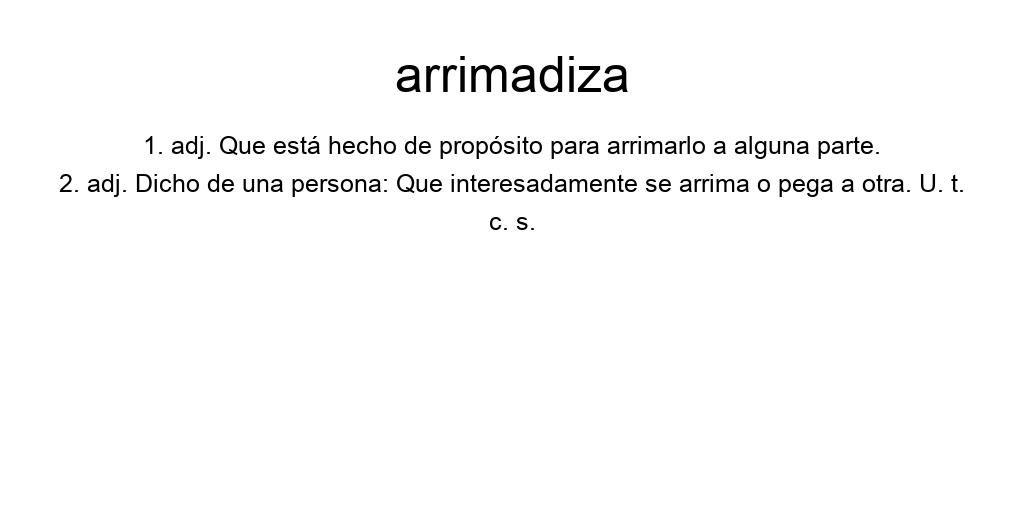 arrimadiza
1. adj. Que está hecho de propósito para arrimarlo a alguna parte.
2. adj. Dicho de una persona: Que interesadamente se arrima o pega a otra. U. t.
c. s.